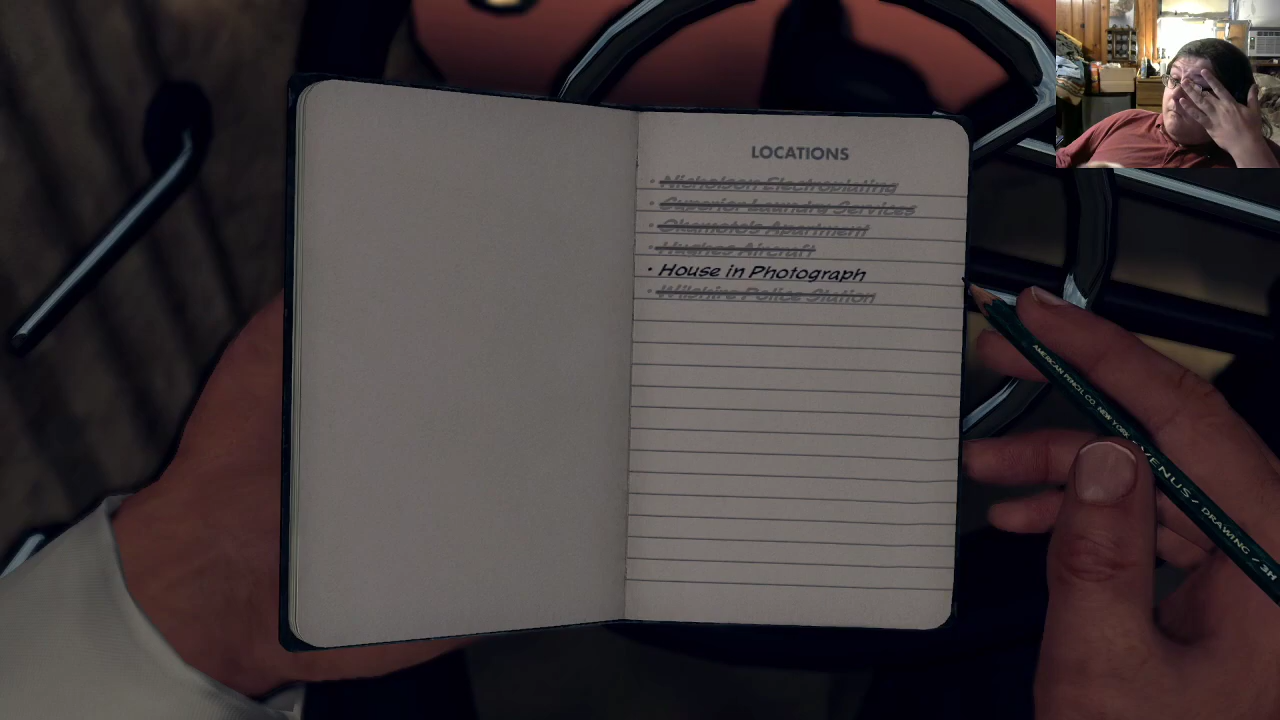 LOCATIONS
• Nicholson Electroplating
• Superior Laundry Services
• Okamoto's Apartment
• Hughes Aircraft
• House in Photograph
• Wilshire Police Station
AMERICAN PENCIL CO. NEW YORK VENUS / DRAWING / 3H